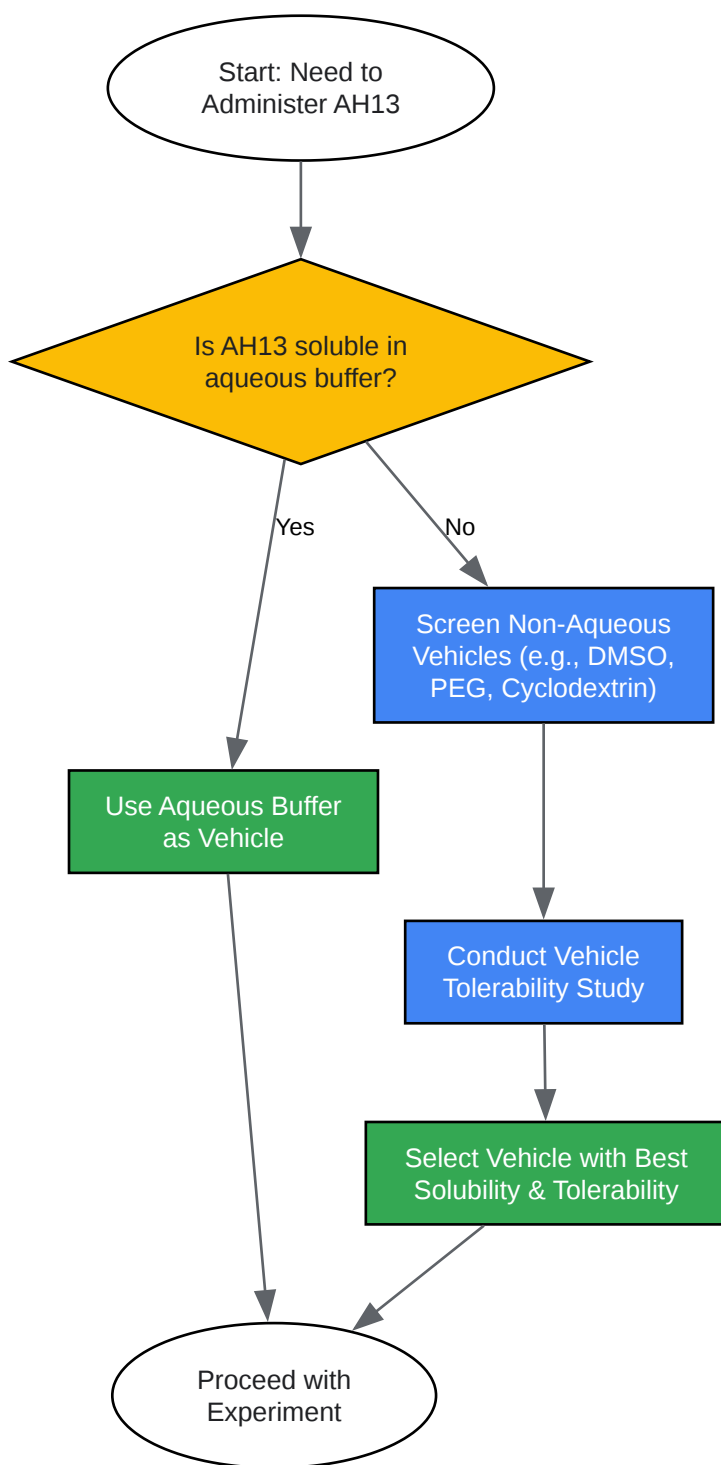 Start: Need to
Administer AH13
Is AH13 soluble in
aqueous buffer?
Yes
No
Screen Non-Aqueous
Vehicles (e.g., DMSO,
PEG, Cyclodextrin)
Use Aqueous Buffer
as Vehicle
Conduct Vehicle
Tolerability Study
Select Vehicle with Best
Solubility & Tolerability
Proceed with
Experiment